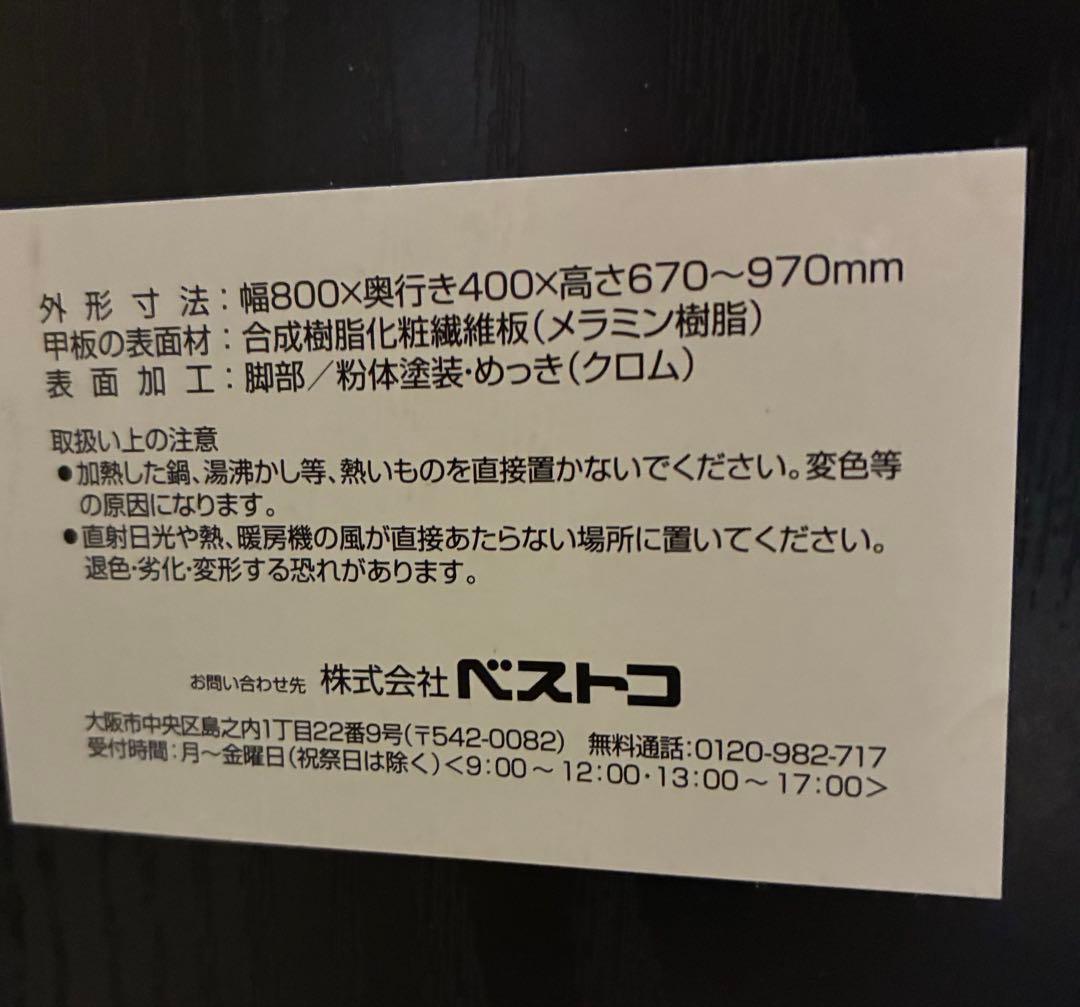 外形寸法：幅800×奥行き400×高さ670～970mm
甲板の表面材：合成樹脂化粧繊維板（メラミン樹脂）
表面加工：脚部／粉体塗装・めっき（クロム）
取扱い上の注意
●加熱した鍋、湯沸かし等、熱いものを直接置かないでください。変色等
の原因になります。
●直射日光や熱、暖房機の風が直接あたらない場所に置いてください。
退色・劣化・変形する恐れがあります。
お問い合わせ先 株式会社ベストコ
大阪市中央区島之内1丁目22番9号（〒542-0082） 無料通話：0120-982-717
受付時間：月～金曜日（祝祭日は除く）＜9：00～12：00・13：00～17：00＞